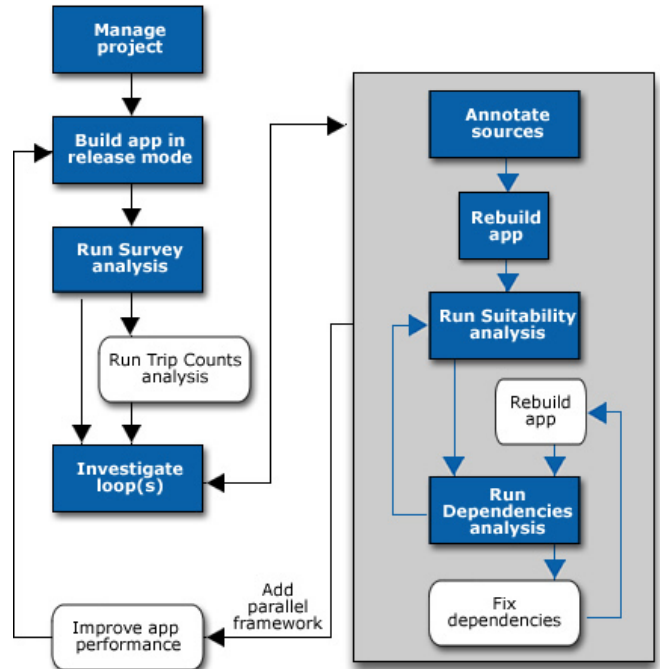 Manage
project
Build app in
release mode
Run Survey
analysis
Run Trip Counts
analysis
Investigate
loop(s)
Improve app
performance
Add
parallel
framework
Annotate
sources
Rebuild
app
Run Suitability
analysis
Rebuild
app
Run
Dependencies
analysis
Fix
dependencies